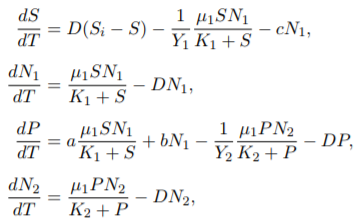 dS/dT = D(S_i − S) − 1/Y_1 μ_1SN_1/(K_1 + S) − cN_1,
dN_1/dT = μ_1SN_1/(K_1 + S) − DN_1,
dP/dT = a μ_1SN_1/(K_1 + S) + bN_1 − 1/Y_2 μ_1PN_2/(K_2 + P) − DP,
dN_2/dT = μ_1PN_2/(K_2 + P) − DN_2,